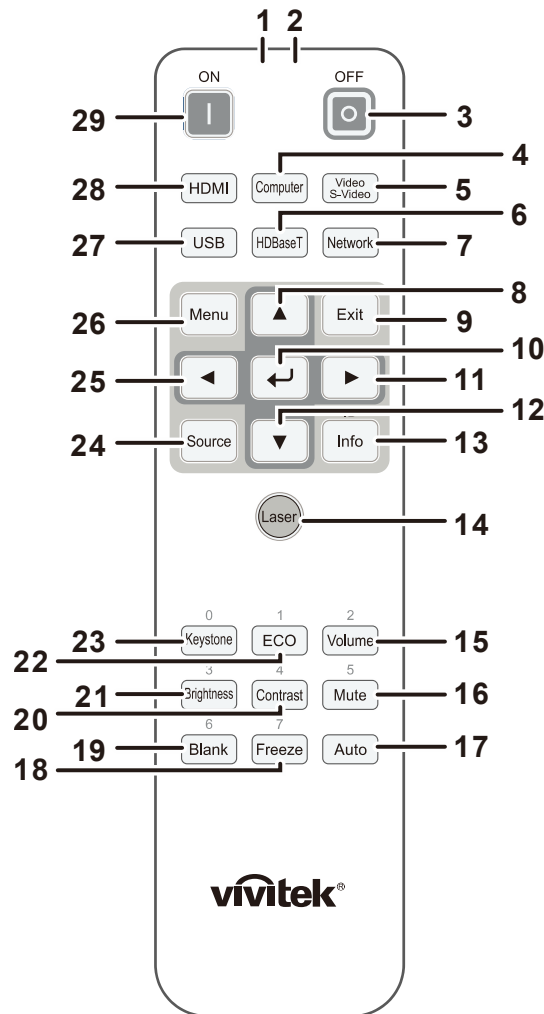 1 2
ON OFF
29 3
4
28 HDMI Computer Video
S-Video 5
6
27 USB HDBaseT Network 7
8
26 Menu Exit 9
10
25 11
12
24 Source Info 13
Laser 14
0 1 2
23 Keystone ECO Volume 15
22
3 4 5
21 Brightness Contrast Mute 16
20
6 7
19 Blank Freeze Auto 17
18
vivitek®